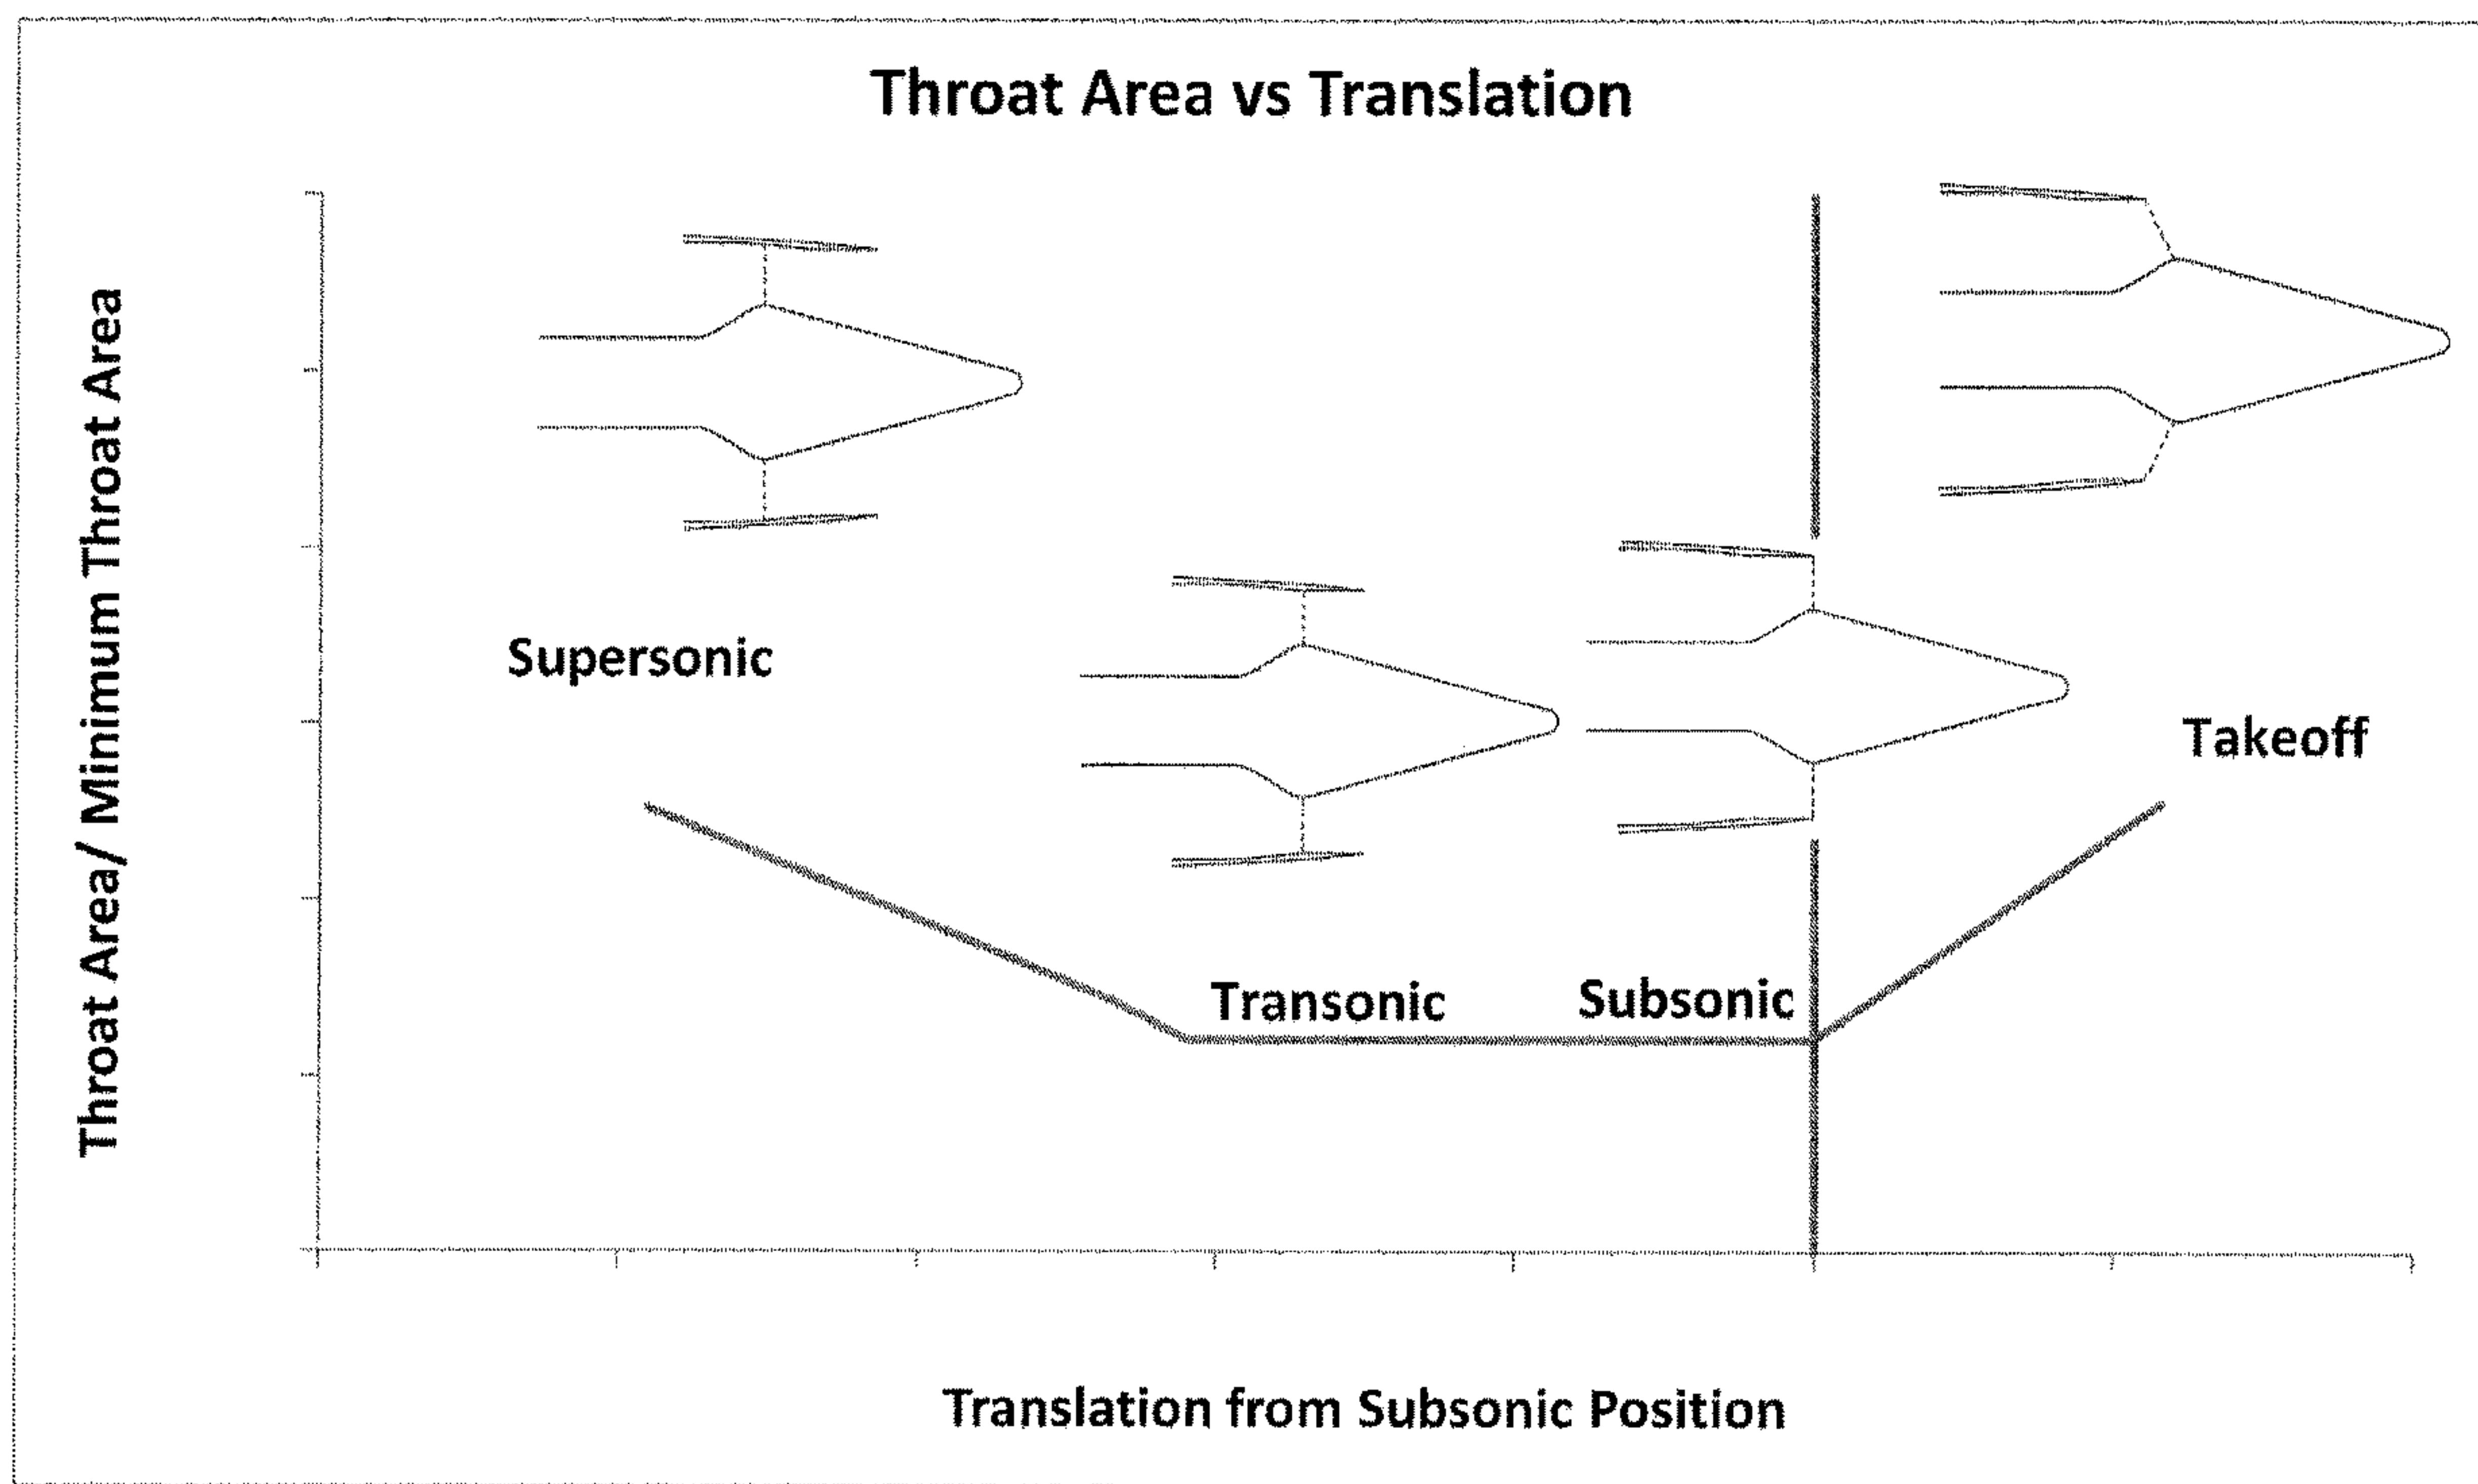 Throat Area vs Translation
Throat Area/ Minimum Throat Area
Supersonic
Takeoff
Transonic
Subsonic
Translation from Subsonic Position